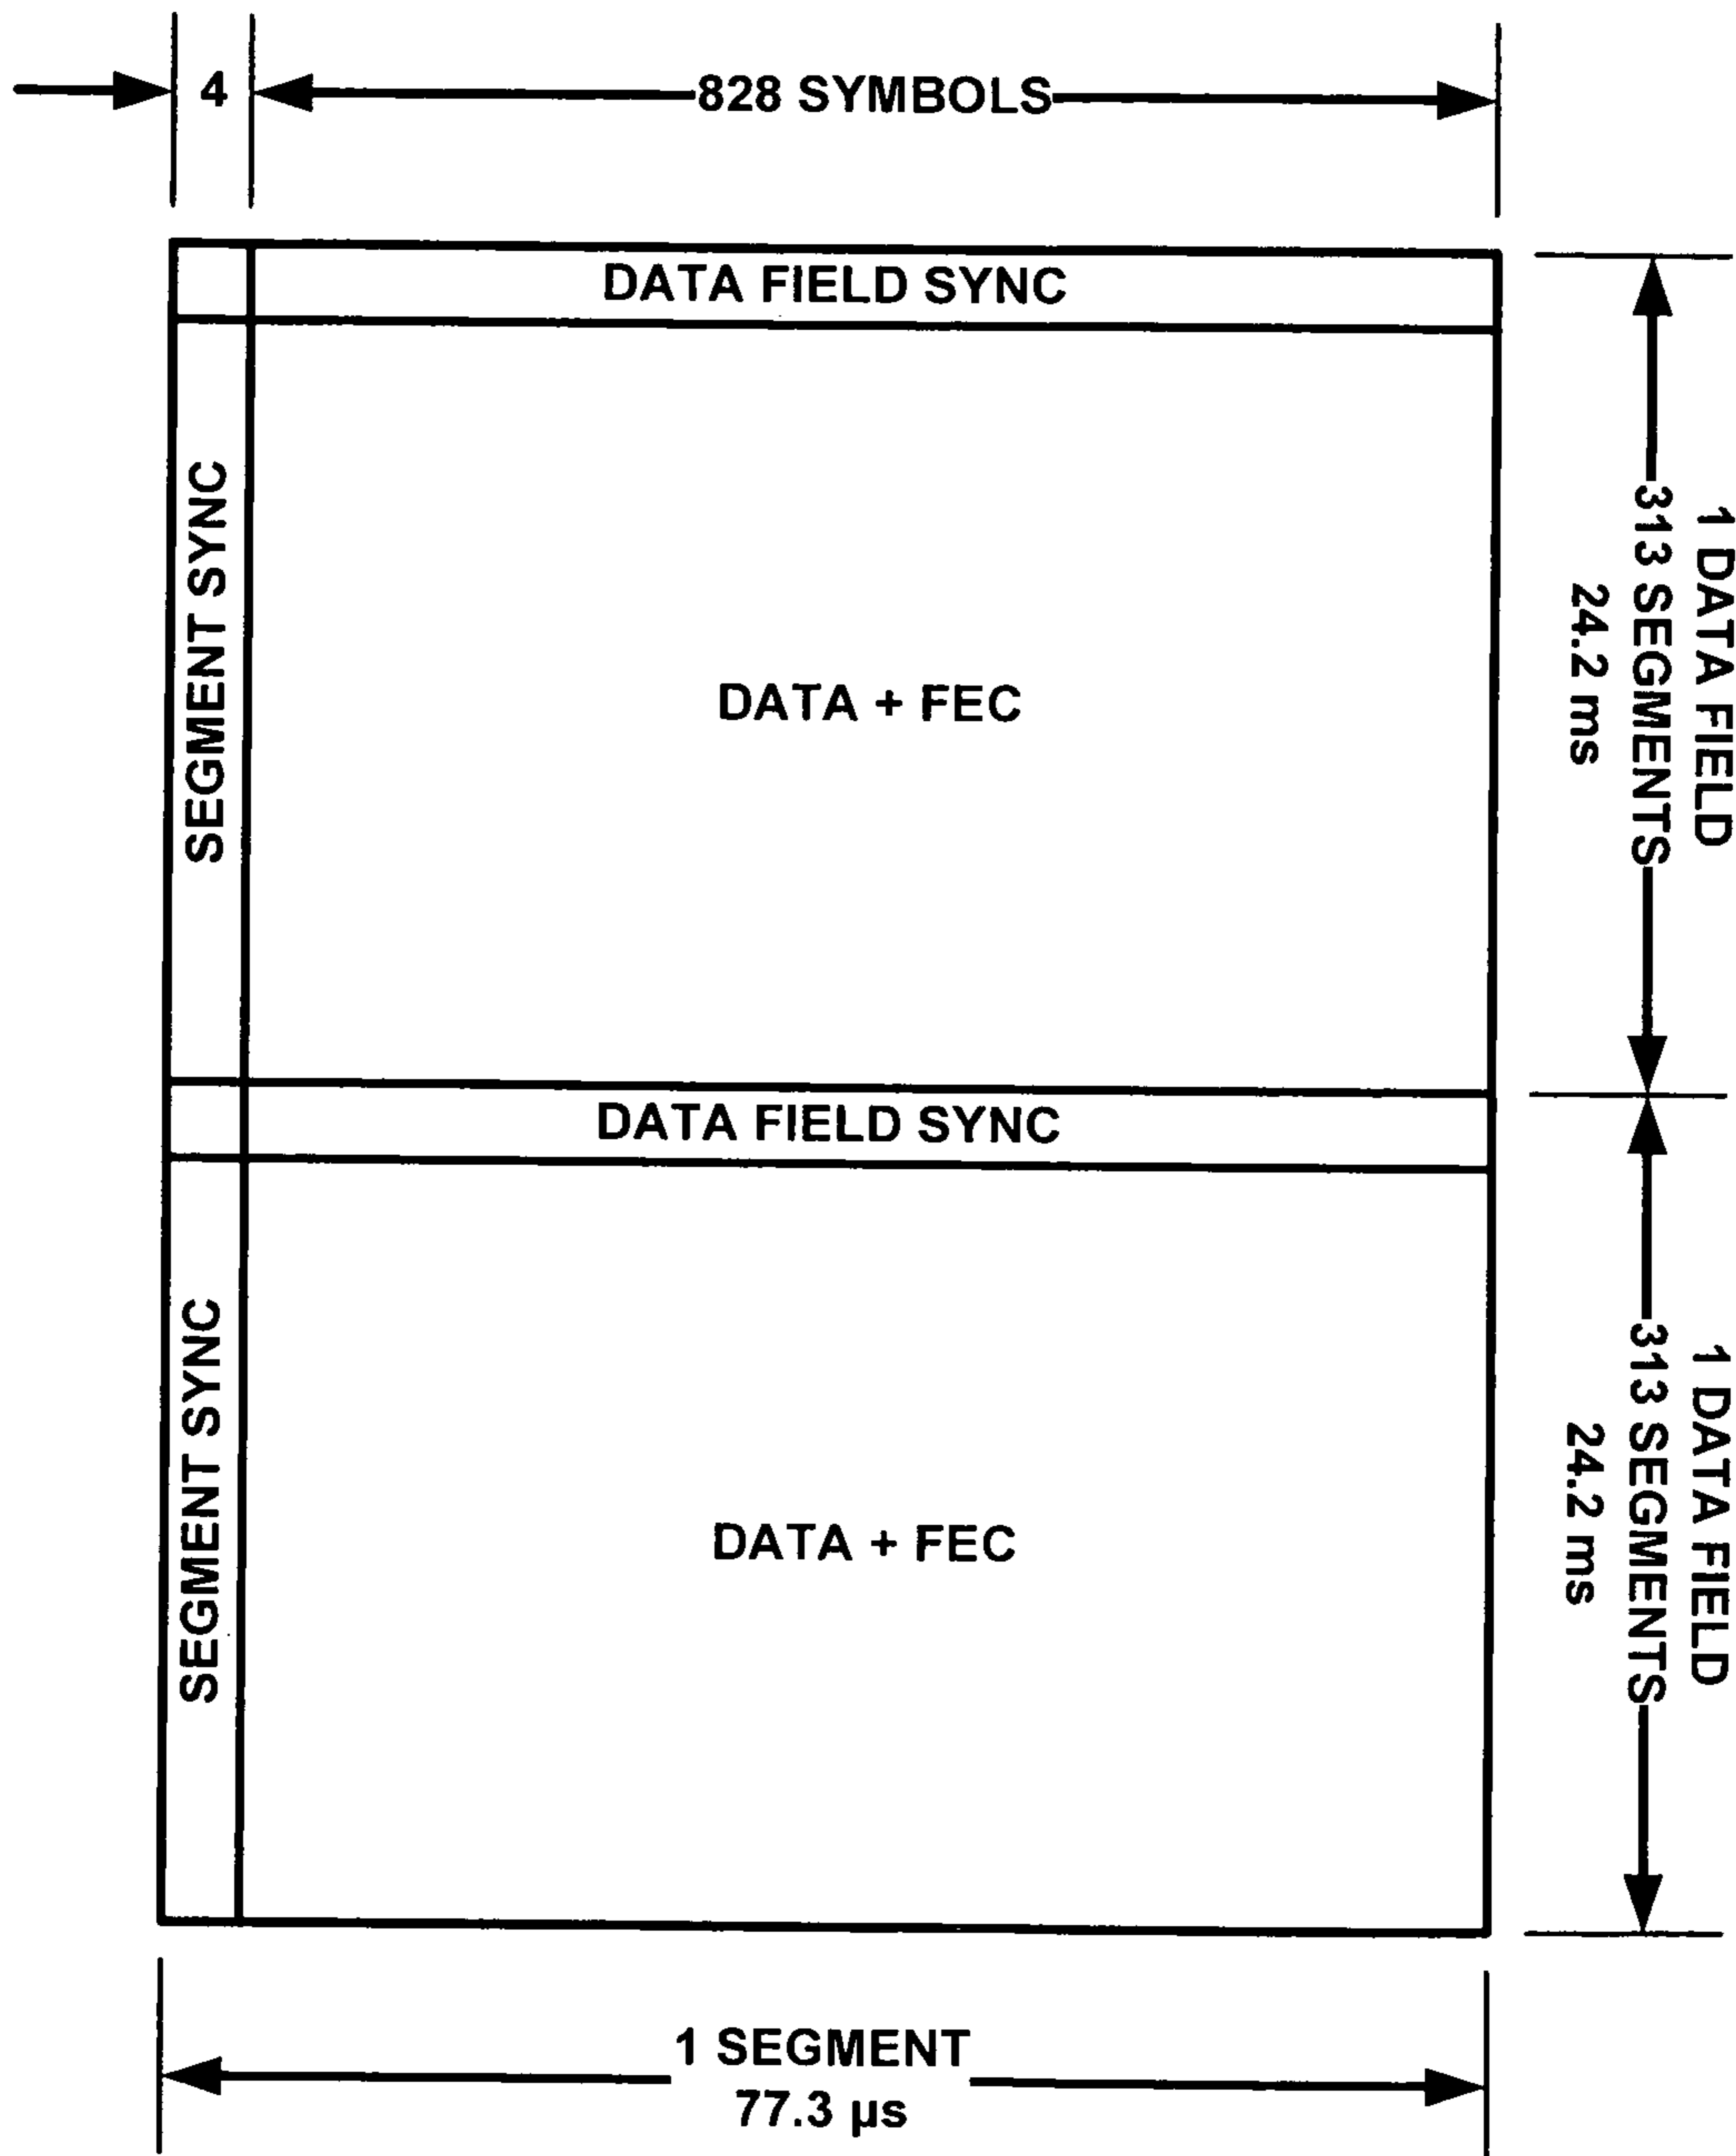 4
828 SYMBOLS
DATA FIELD SYNC
SEGMENT SYNC
DATA + FEC
1 DATA FIELD
313 SEGMENTS
24.2 ms
DATA FIELD SYNC
SEGMENT SYNC
DATA + FEC
1 DATA FIELD
313 SEGMENTS
24.2 ms
1 SEGMENT
77.3 µs